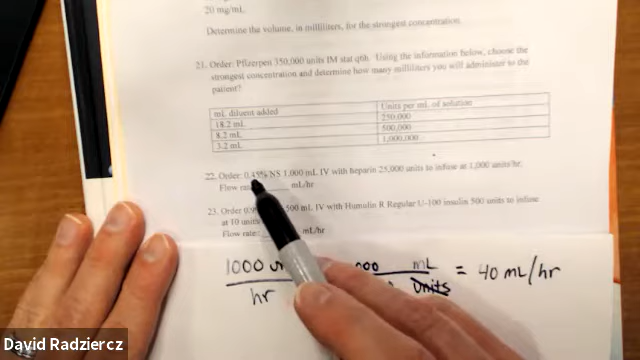 20 mg/mL
Determine the volume, in milliliters, for the strongest concentration.
21. Order: Pfizerpen 350,000 units IM stat q6h. Using the information below, choose the
strongest concentration and determine how many milliliters you will administer to the
patient?
mL diluent added Units per mL of solution
18.2 mL 250,000
8.2 mL 500,000
3.2 mL 1,000,000
22. Order: 0.45% NS 1,000 mL IV with heparin 25,000 units to infuse at 1,000 units/hr.
Flow mL/hr
23. Order 500 mL IV with Humulin R Regular U-100 insulin 500 units to infuse
at 10
Flow rate: mL/hr
1000 mL = 40 mL/hr
hr units
David Radziercz